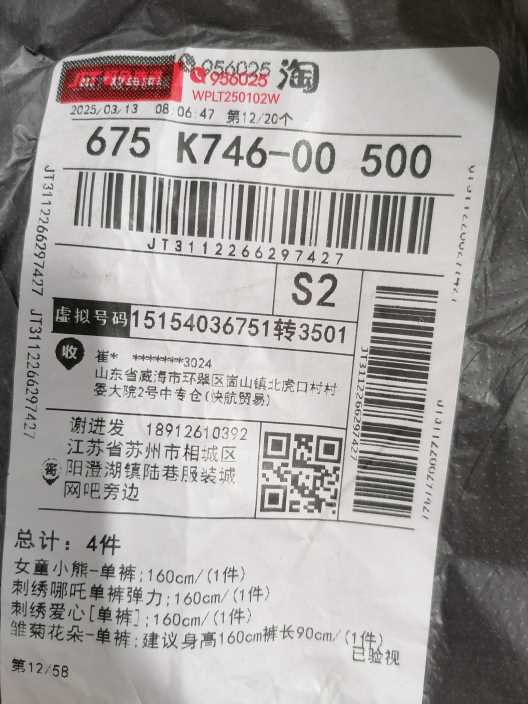 956025
956025
淘
WPLT250102W
2025/03/13 08:06:47 第12/20个
675 K746-00 500
JT3112266297427
JT3112266297427
S2
虚拟号码 15154036751转3501
收
崔* *******3024
山东省威海市环翠区崮山镇北虎口村村
委大院2号中专仓(快航贸易)
JT3112266297427
JT3112266297427
寄
谢进发 18912610392
江苏省苏州市相城区
阳澄湖镇陆巷服装城
网吧旁边
总计: 4件
女童小熊-单裤;160cm/(1件)
刺绣哪吒单裤弹力;160cm/(1件)
刺绣爱心[单裤];160cm/(1件)
雏菊花朵-单裤;建议身高160cm裤长90cm/(1件)
已验视
第12/58